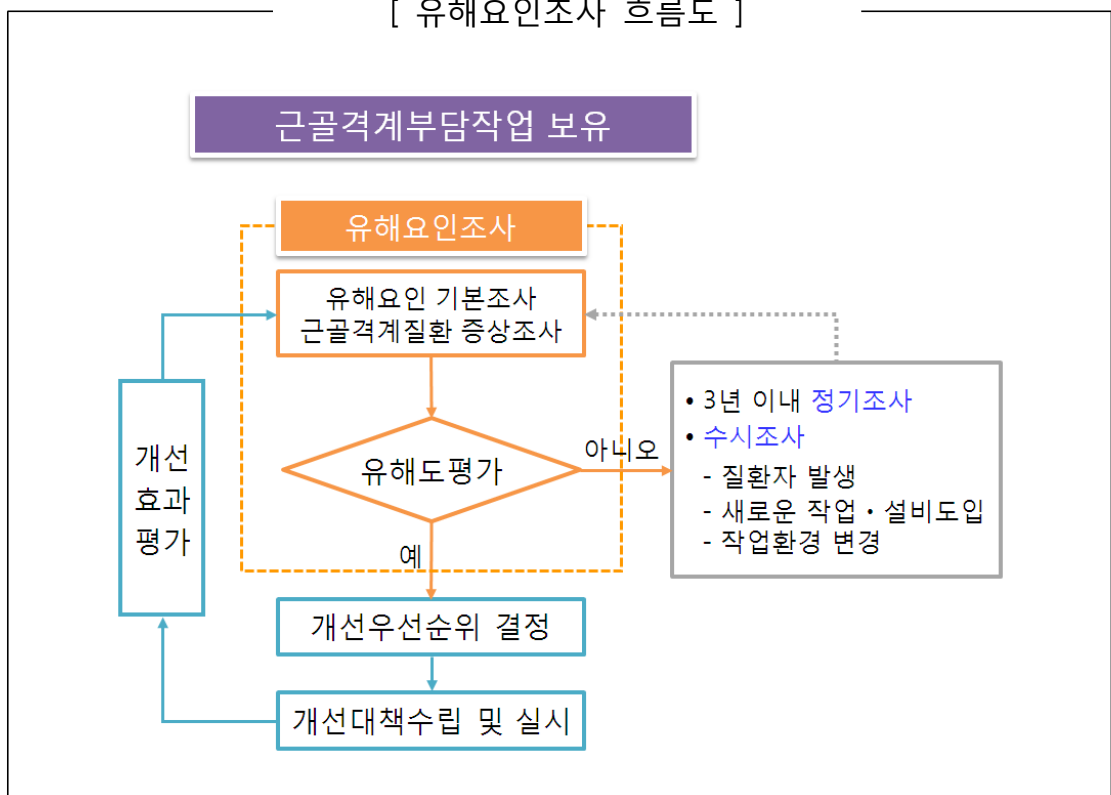 [ 유해요인조사 흐름도 ]
근골격계부담작업 보유
유해요인조사
유해요인 기본조사
근골격계질환 증상조사
유해도평가
아니오
예
• 3년 이내 정기조사
• 수시조사
- 질환자 발생
- 새로운 작업・설비도입
- 작업환경 변경
개선우선순위 결정
개선대책수립 및 실시
개선
효과
평가